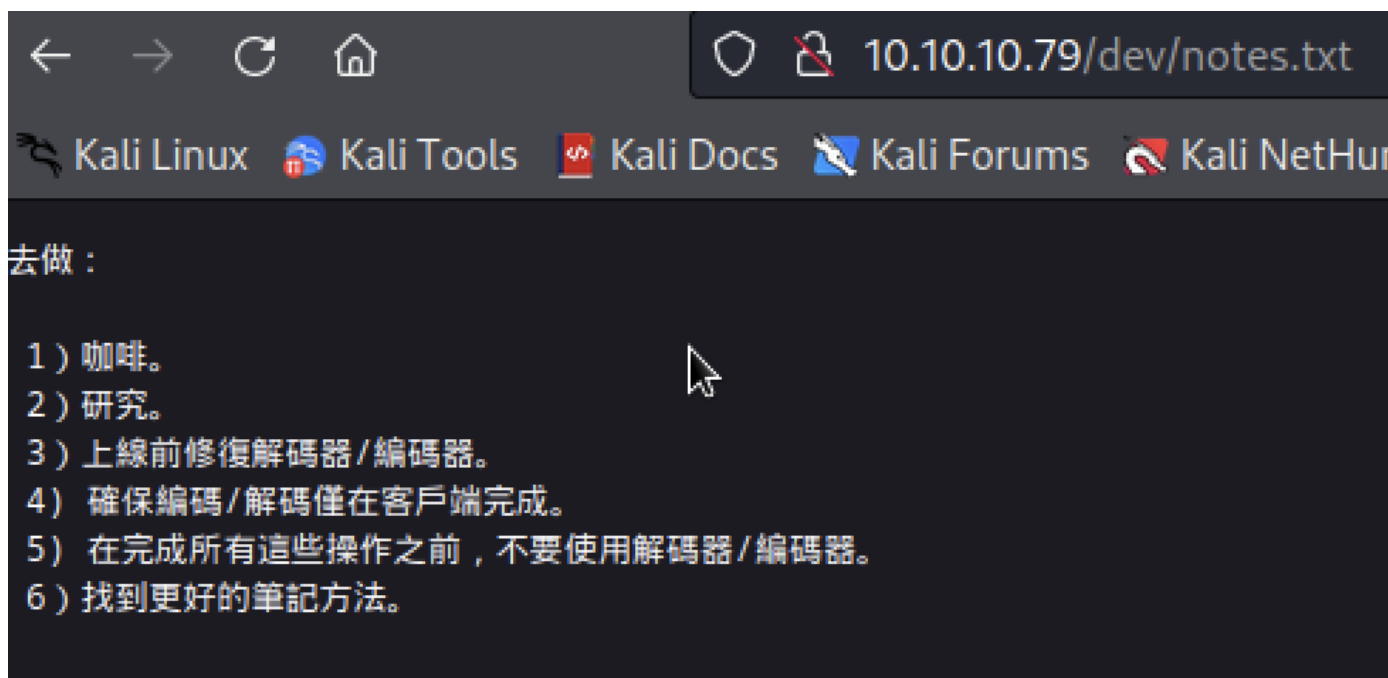 10.10.10.79/dev/notes.txt
Kali Linux Kali Tools Kali Docs Kali Forums Kali NetHun
去做：
1）咖啡。
2）研究。
3）上線前修復解碼器/編碼器。
4) 確保編碼/解碼僅在客戶端完成。
5) 在完成所有這些操作之前，不要使用解碼器/編碼器。
6）找到更好的筆記方法。